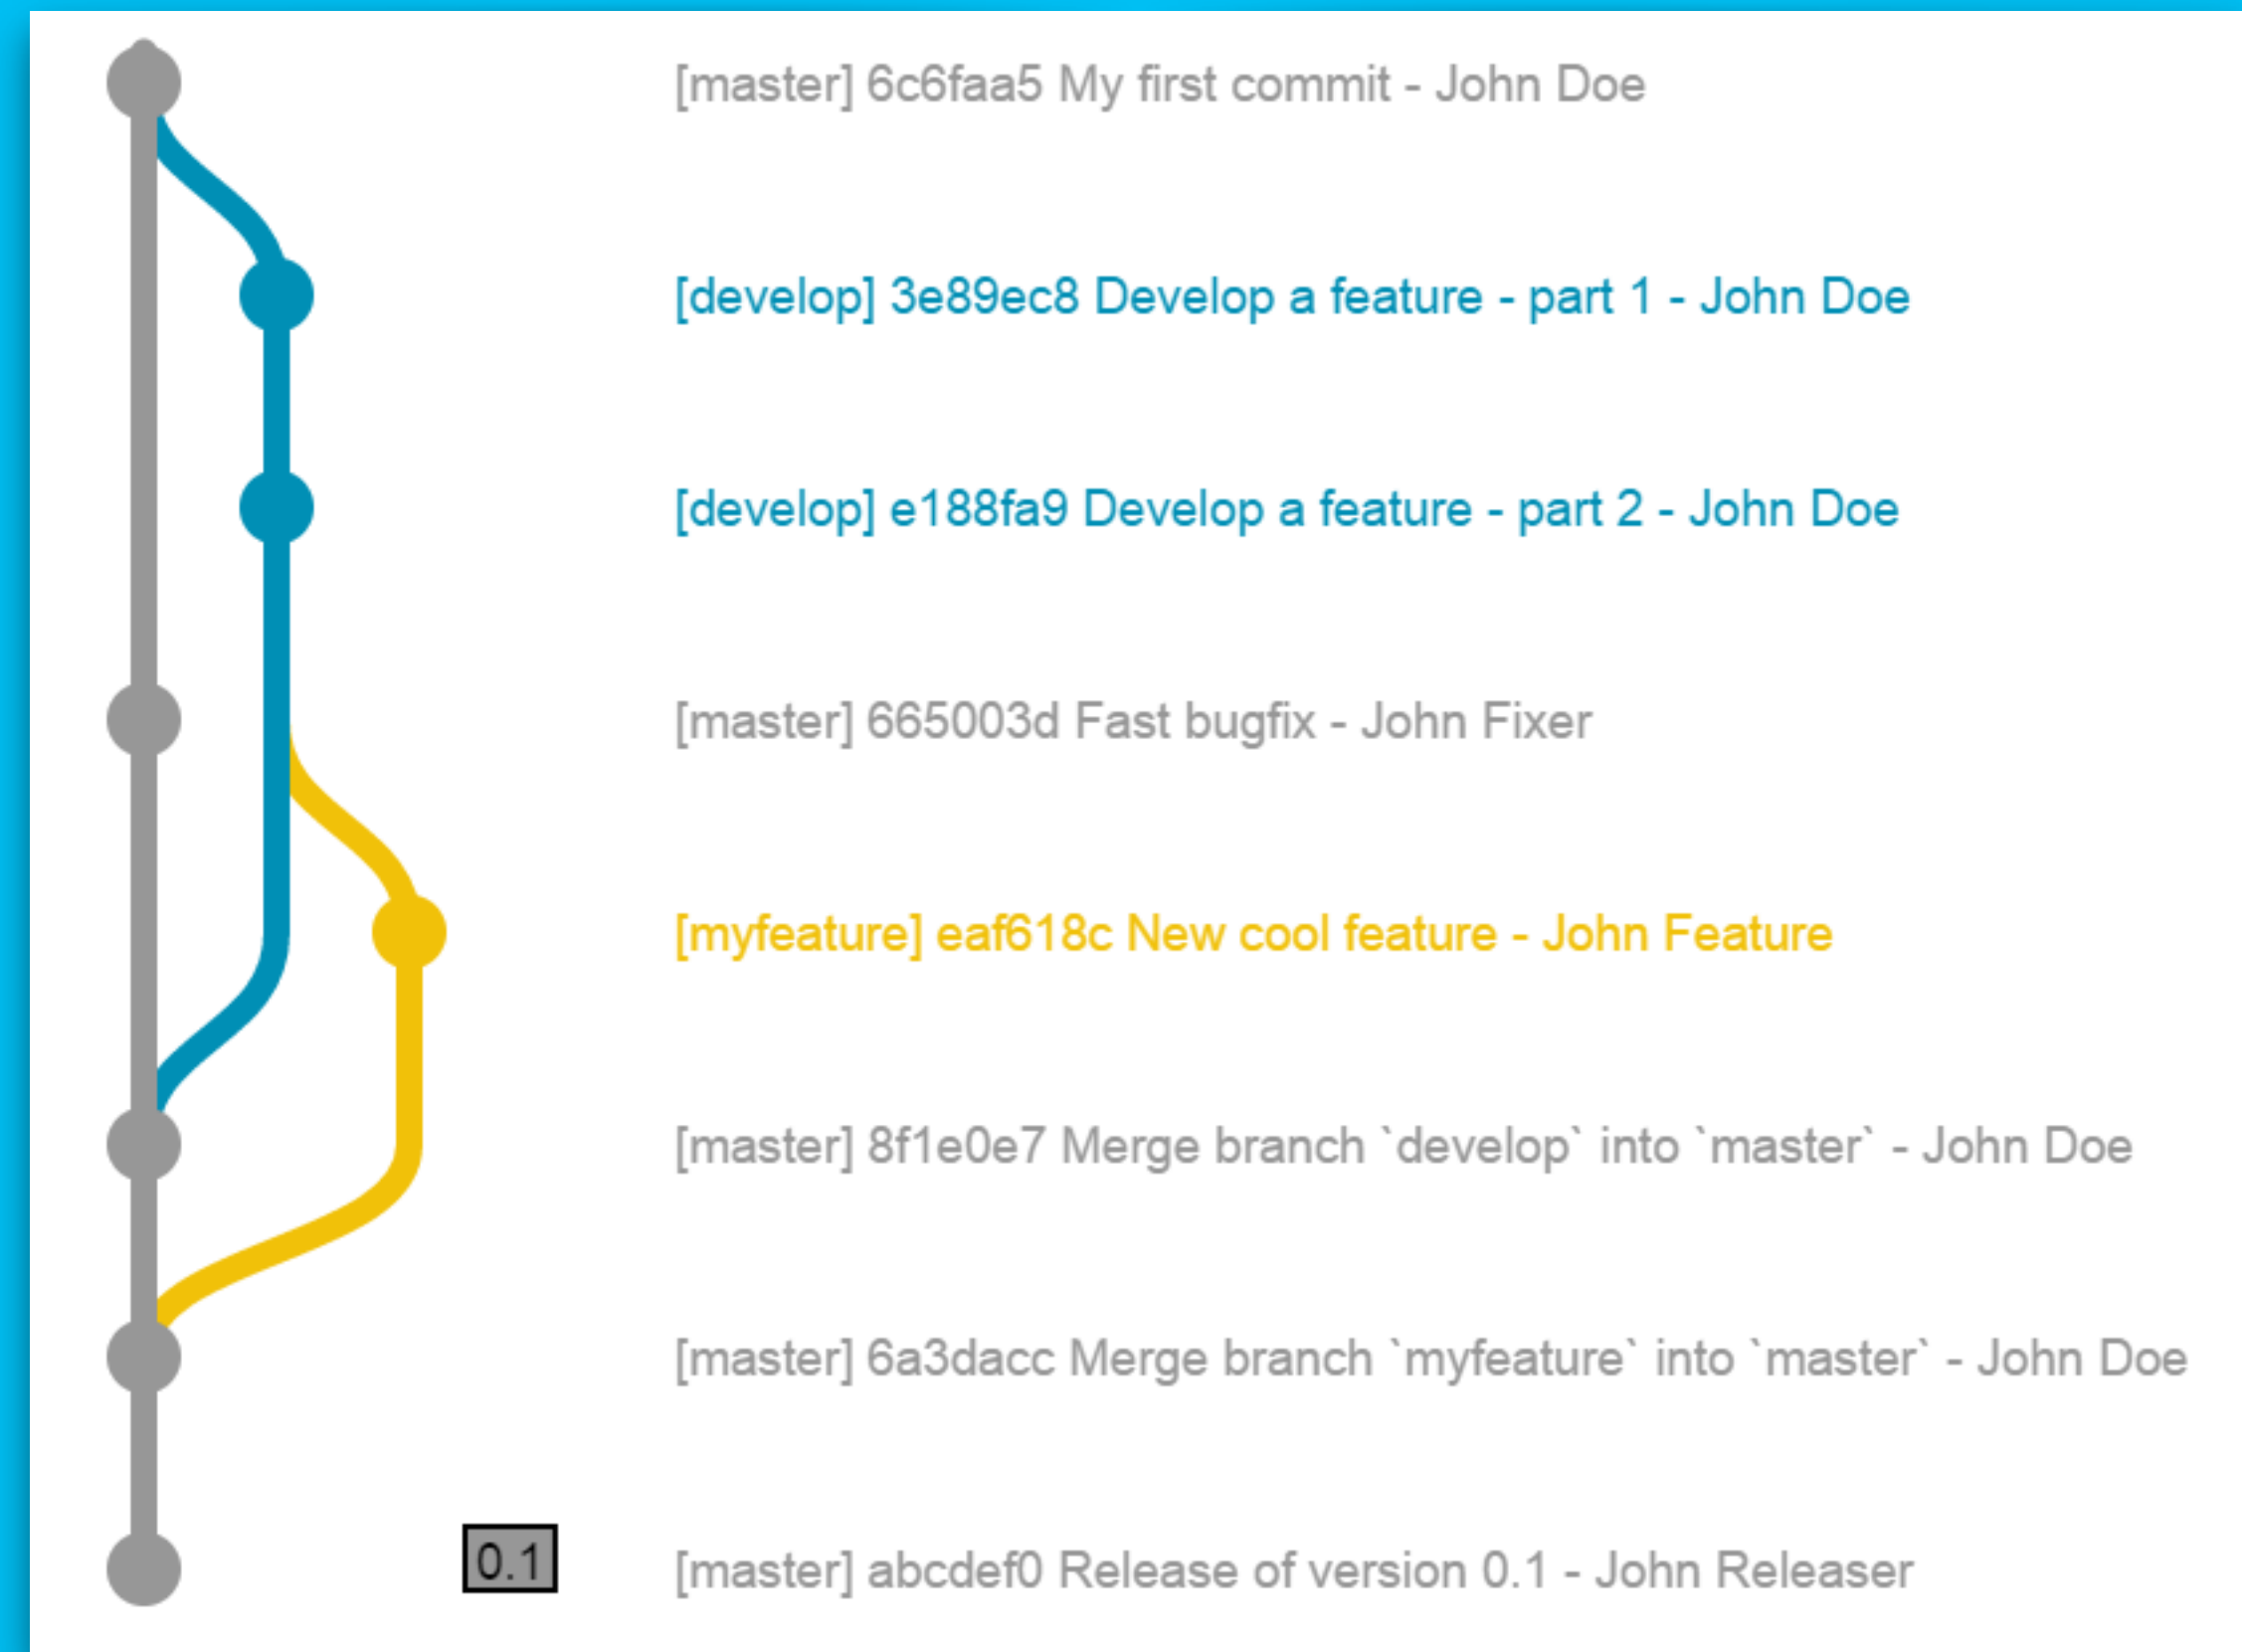 [master] 6c6faa5 My first commit - John Doe
[develop] 3e89ec8 Develop a feature - part 1 - John Doe
[develop] e188fa9 Develop a feature - part 2 - John Doe
[master] 665003d Fast bugfix - John Fixer
[myfeature] eaf618c New cool feature - John Feature
[master] 8f1e0e7 Merge branch `develop` into `master` - John Doe
[master] 6a3dacc Merge branch `myfeature` into `master` - John Doe
0.1 [master] abcdef0 Release of version 0.1 - John Releaser